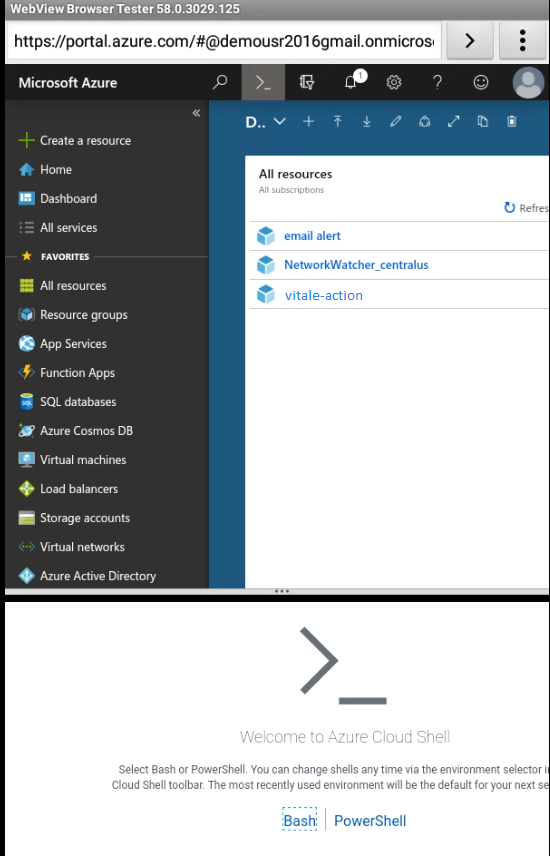 WebView Browser Tester 58.0.3029.125
https://portal.azure.com/#@demousr2016gmail.onmicros
Microsoft Azure
1
Create a resource
Home
Dashboard
All services
FAVORITES
All resources
Resource groups
App Services
Function Apps
SQL databases
Azure Cosmos DB
Virtual machines
Load balancers
Storage accounts
Virtual networks
Azure Active Directory
D..
All resources
All subscriptions
Refres
email alert
NetworkWatcher_centralus
vitale-action
Welcome to Azure Cloud Shell
Select Bash or PowerShell. You can change shells any time via the environment selector i
Cloud Shell toolbar. The most recently used environment will be the default for your next se
Bash PowerShell